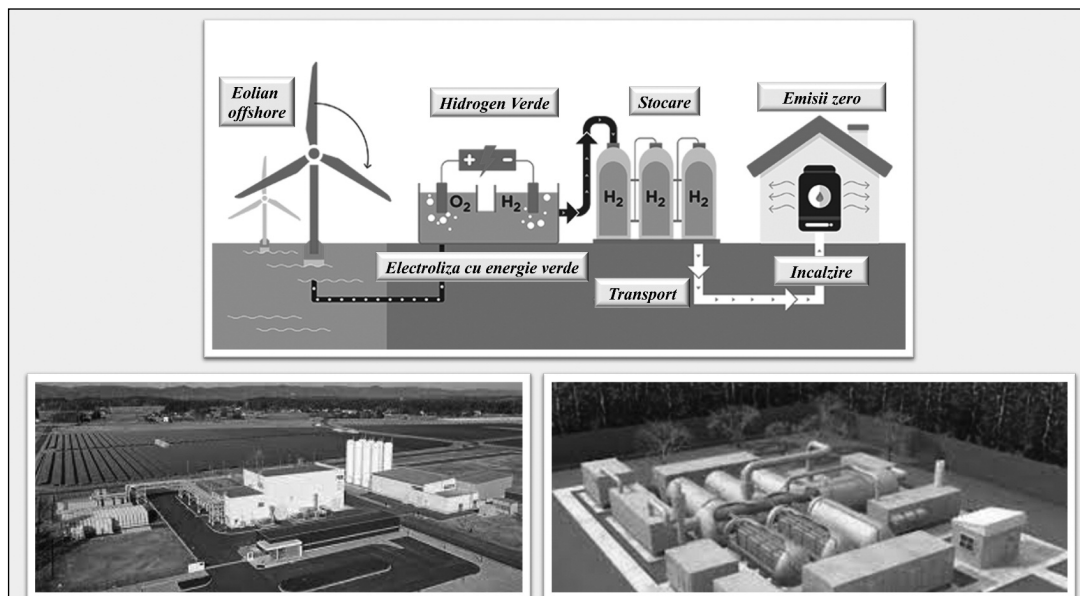 Eolian
offshore
Hidrogen Verde
Stocare
Emisii zero
+ -
O₂ H₂
H₂ H₂ H₂
Electroliza cu energie verde
Incalzire
Transport